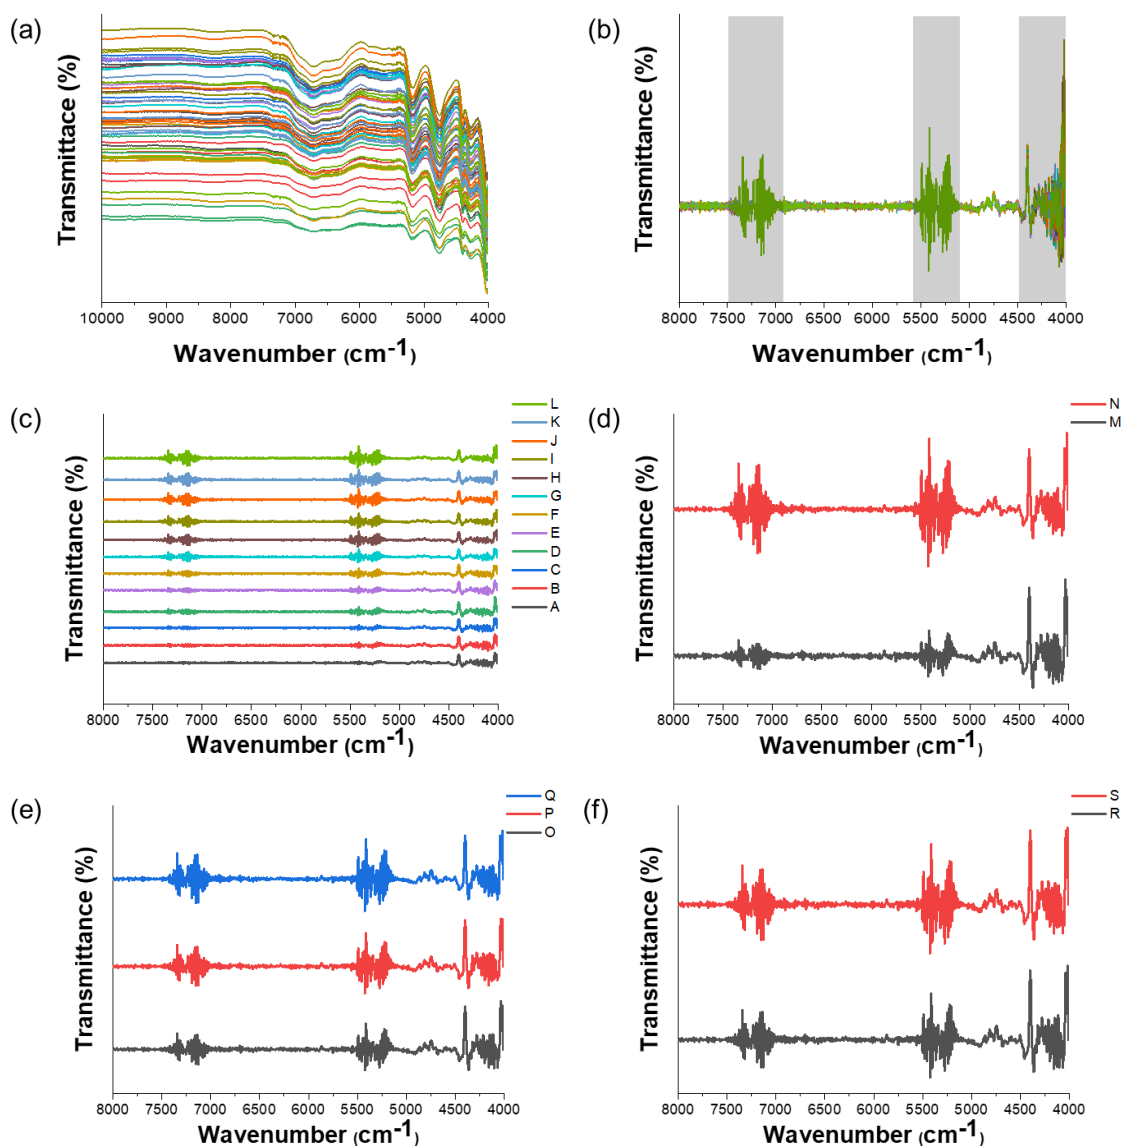 (a)
Transmittace (%)
10000 9000 8000 7000 6000 5000 4000
Wavenumber (cm-1)
(b)
Transmittance (%)
8000 7500 7000 6500 6000 5500 5000 4500 4000
Wavenumber (cm-1)
(c)
Transmittance (%)
L
K
J
I
H
G
F
E
D
C
B
A
8000 7500 7000 6500 6000 5500 5000 4500 4000
Wavenumber (cm-1)
(d)
Transmittance (%)
N
M
8000 7500 7000 6500 6000 5500 5000 4500 4000
Wavenumber (cm-1)
(e)
Transmittance (%)
Q
P
O
8000 7500 7000 6500 6000 5500 5000 4500 4000
Wavenumber (cm-1)
(f)
Transmittance (%)
S
R
8000 7500 7000 6500 6000 5500 5000 4500 4000
Wavenumber (cm-1)